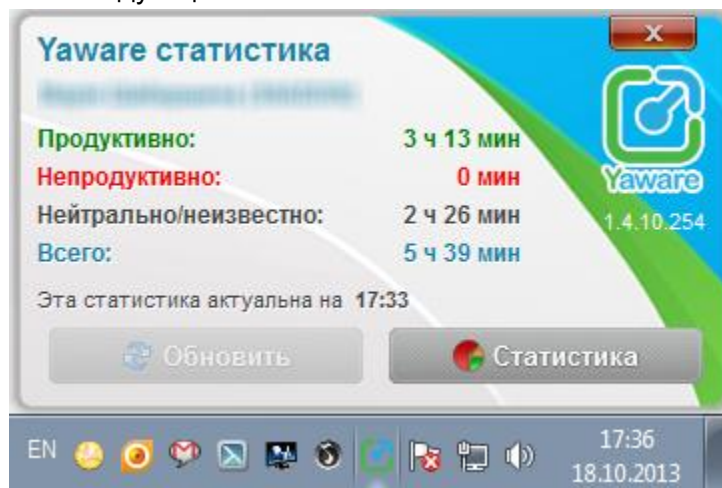 Yaware статистика
Продуктивно: 3 ч 13 мин
Непродуктивно: 0 мин
Нейтрально/неизвестно: 2 ч 26 мин
Всего: 5 ч 39 мин
Эта статистика актуальна на 17:33
Обновить
Статистика
Yaware
1.4.10.254
EN
17:36
18.10.2013